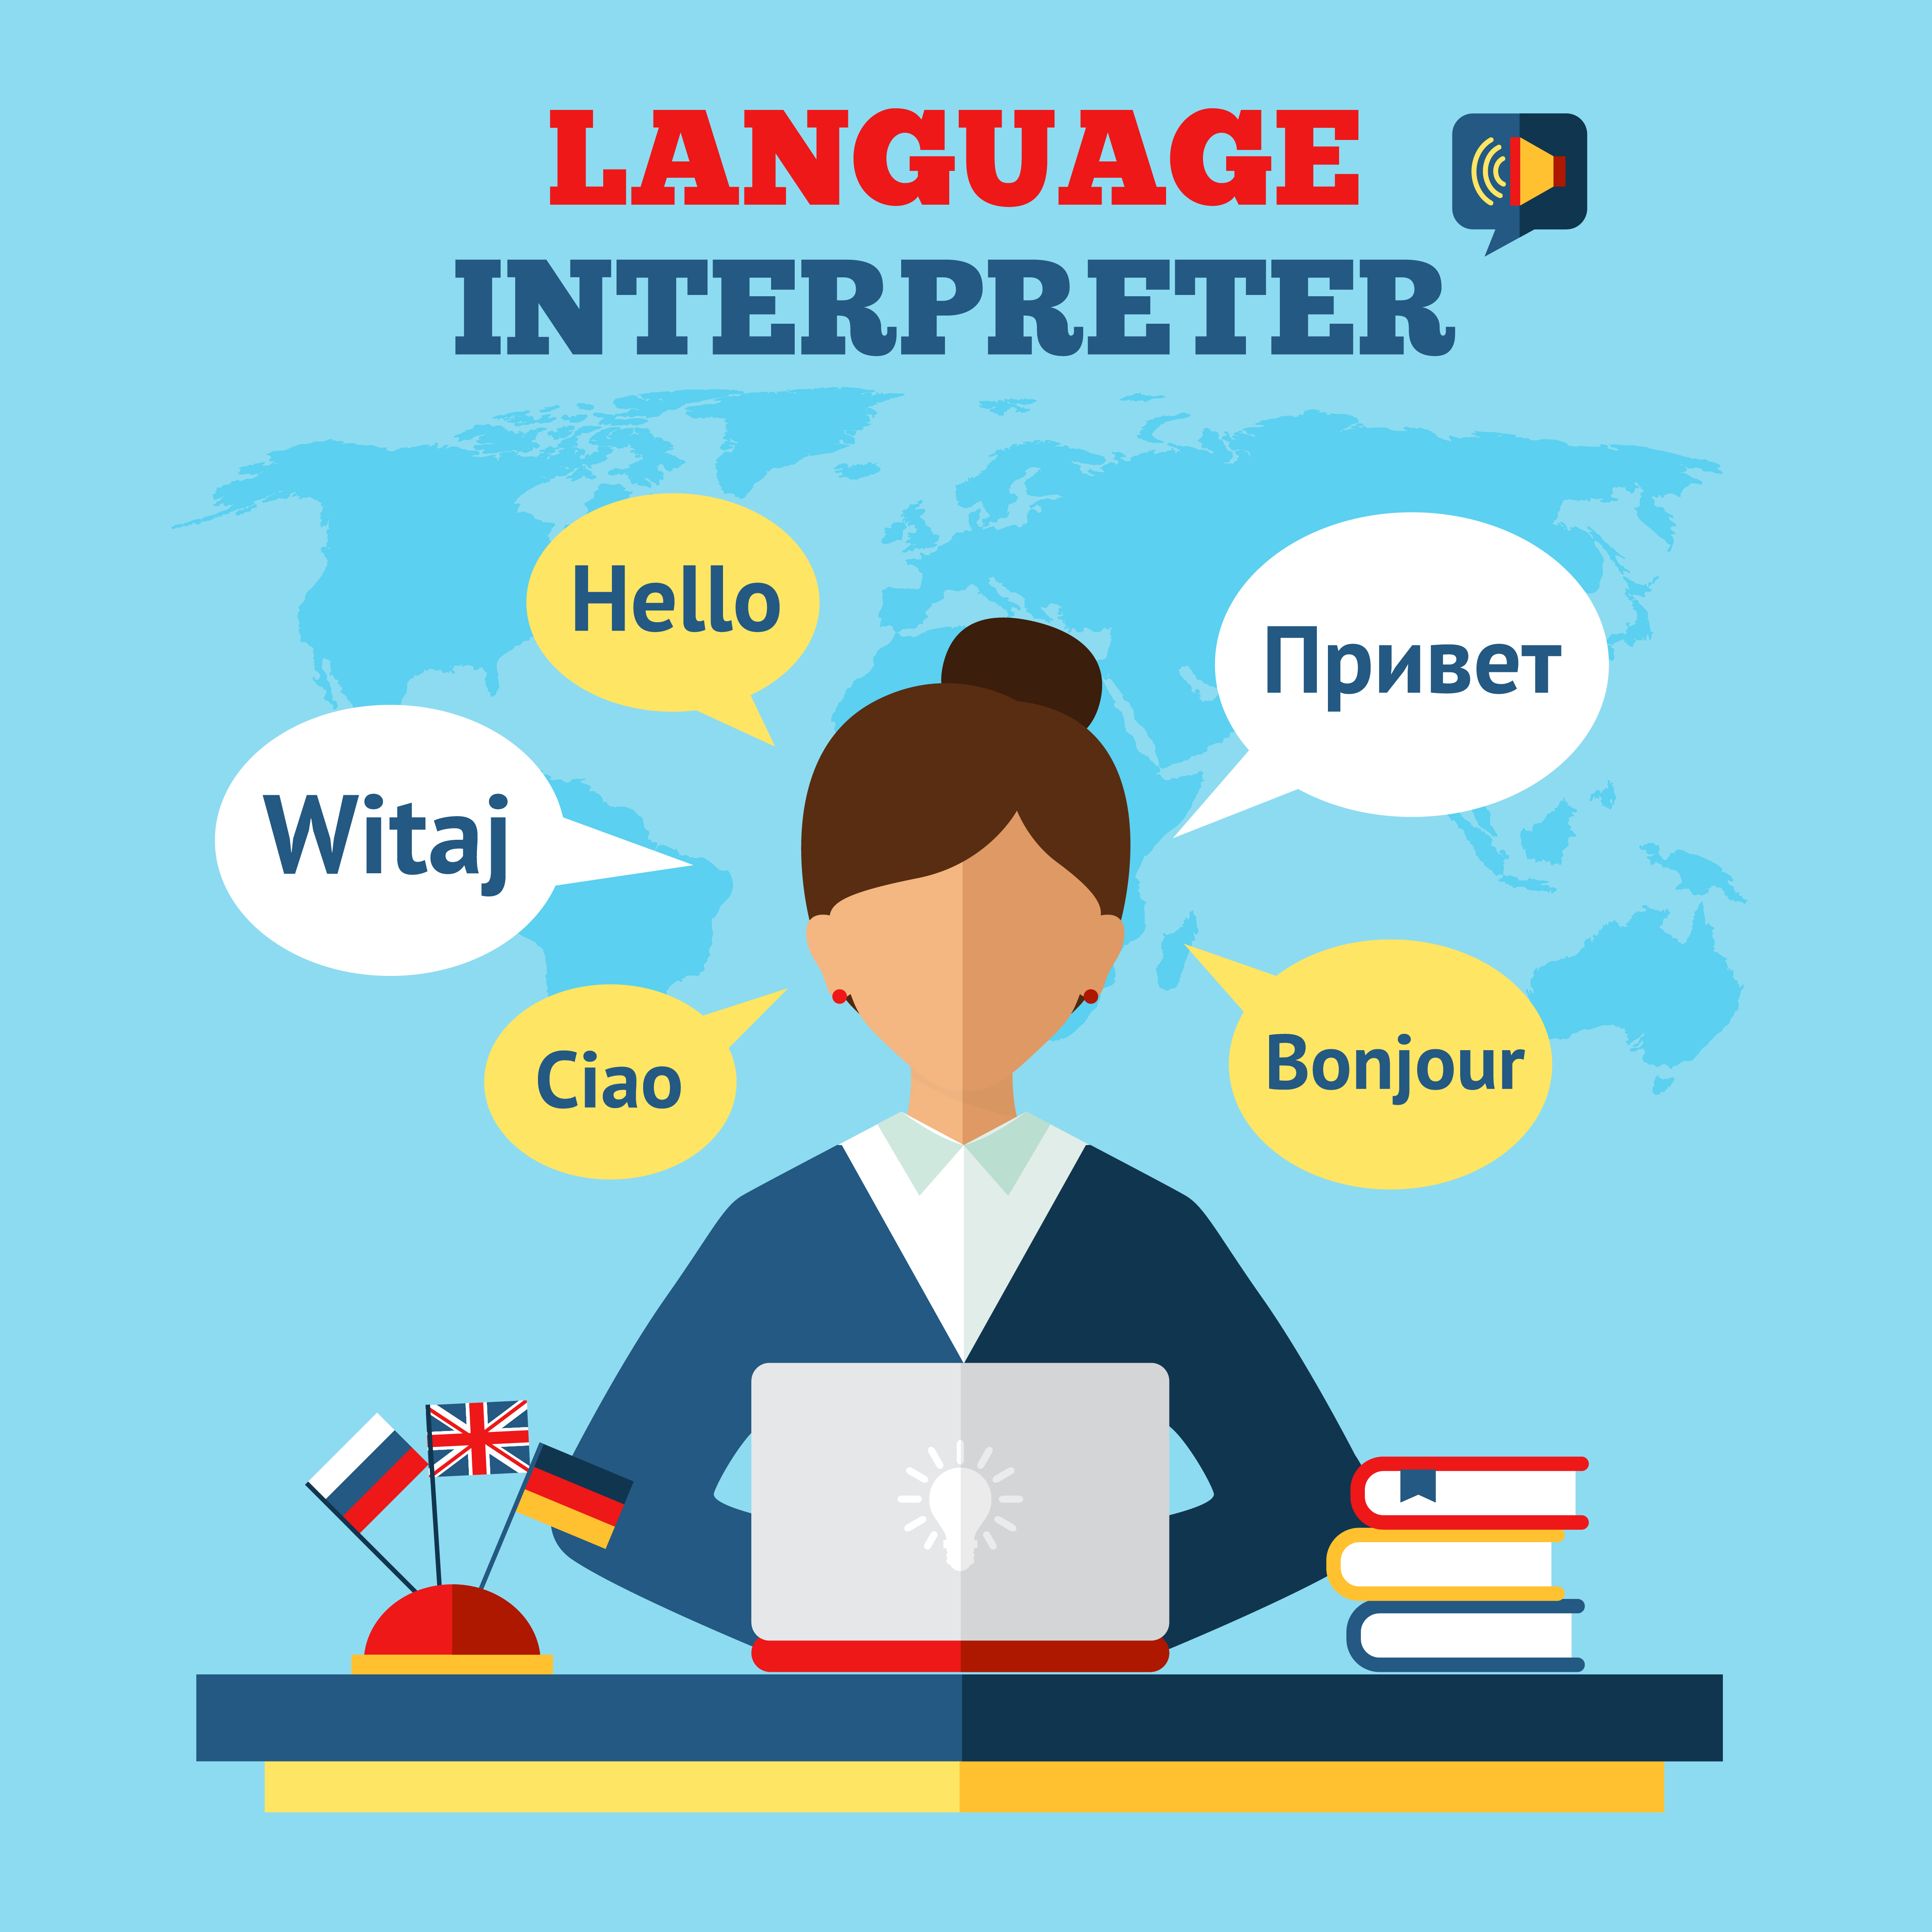 LANGUAGE
INTERPRETER
Hello
Привет
Witaj
Ciao
Bonjour